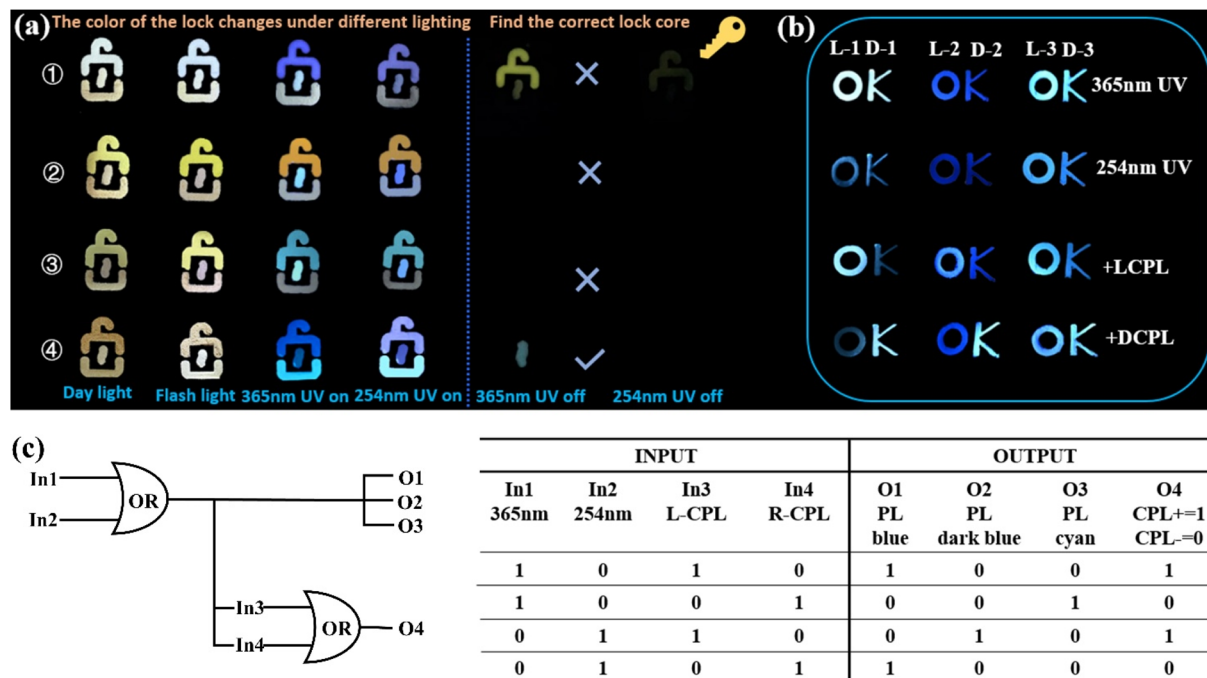 (a) The color of the lock changes under different lighting Find the correct lock core
①
②
③
④
Day light Flash light 365nm UV on 254nm UV on 365nm UV off 254nm UV off
(b)
L-1 D-1 L-2 D-2 L-3 D-3
OK OK OK 365nm UV
OK OK OK 254nm UV
OK OK OK +LCPL
OK OK OK +DCPL
(c)
In1
In2
OR
O1
O2
O3
In3
In4
OR
O4
INPUT OUTPUT
In1 In2 In3 In4 O1 O2 O3 O4
365nm 254nm L-CPL R-CPL PL PL PL CPL+=1
blue dark blue cyan CPL-=0
1 0 1 0 1 0 0 1
1 0 0 1 0 0 1 0
0 1 1 0 0 1 0 1
0 1 0 1 1 0 0 0